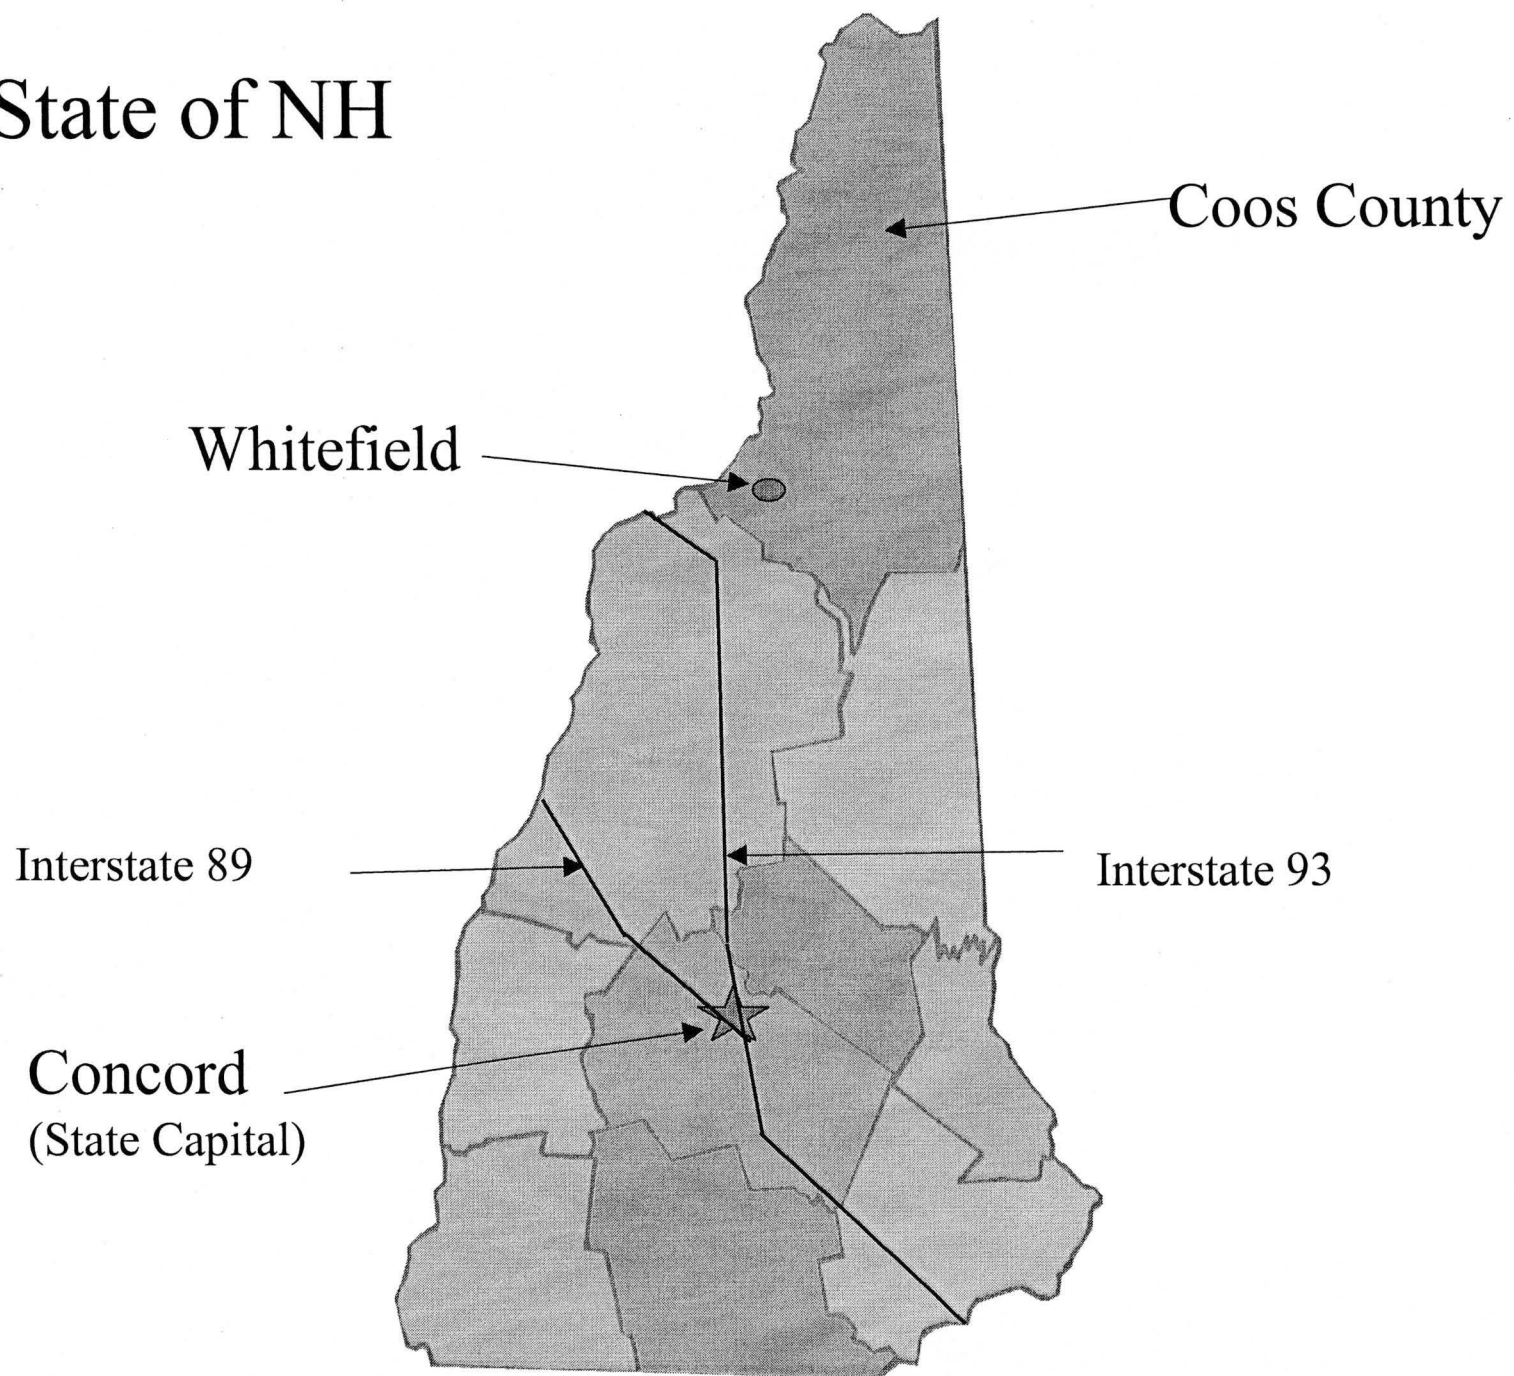 State of NH
Coos County
Whitefield
Interstate 89
Interstate 93
Concord
(State Capital)